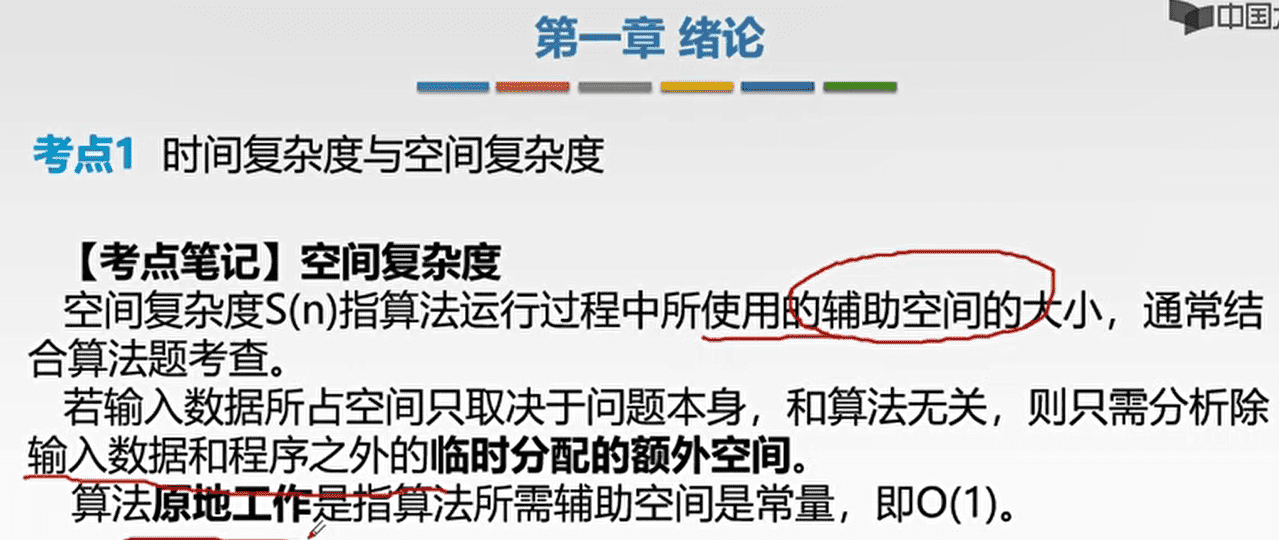 中国
第一章 绪论
考点1 时间复杂度与空间复杂度
【考点笔记】空间复杂度
空间复杂度S(n)指算法运行过程中所使用的辅助空间的大小，通常结
合算法题考查。
若输入数据所占空间只取决于问题本身，和算法无关，则只需分析除
输入数据和程序之外的临时分配的额外空间。
算法原地工作是指算法所需辅助空间是常量，即O(1)。